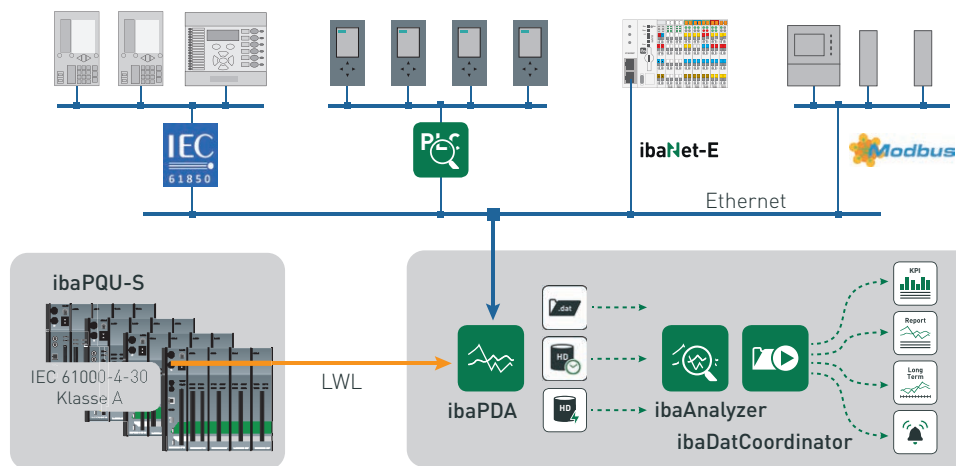 IEC
61850
PLC
ibaNet-E
Modbus
Ethernet
ibaPQU-S
IEC 61000-4-30
Klasse A
LWL
ibaPDA
.dat
HD
HD
ibaAnalyzer
ibaDatCoordinator
KPI
Report
Long
Term